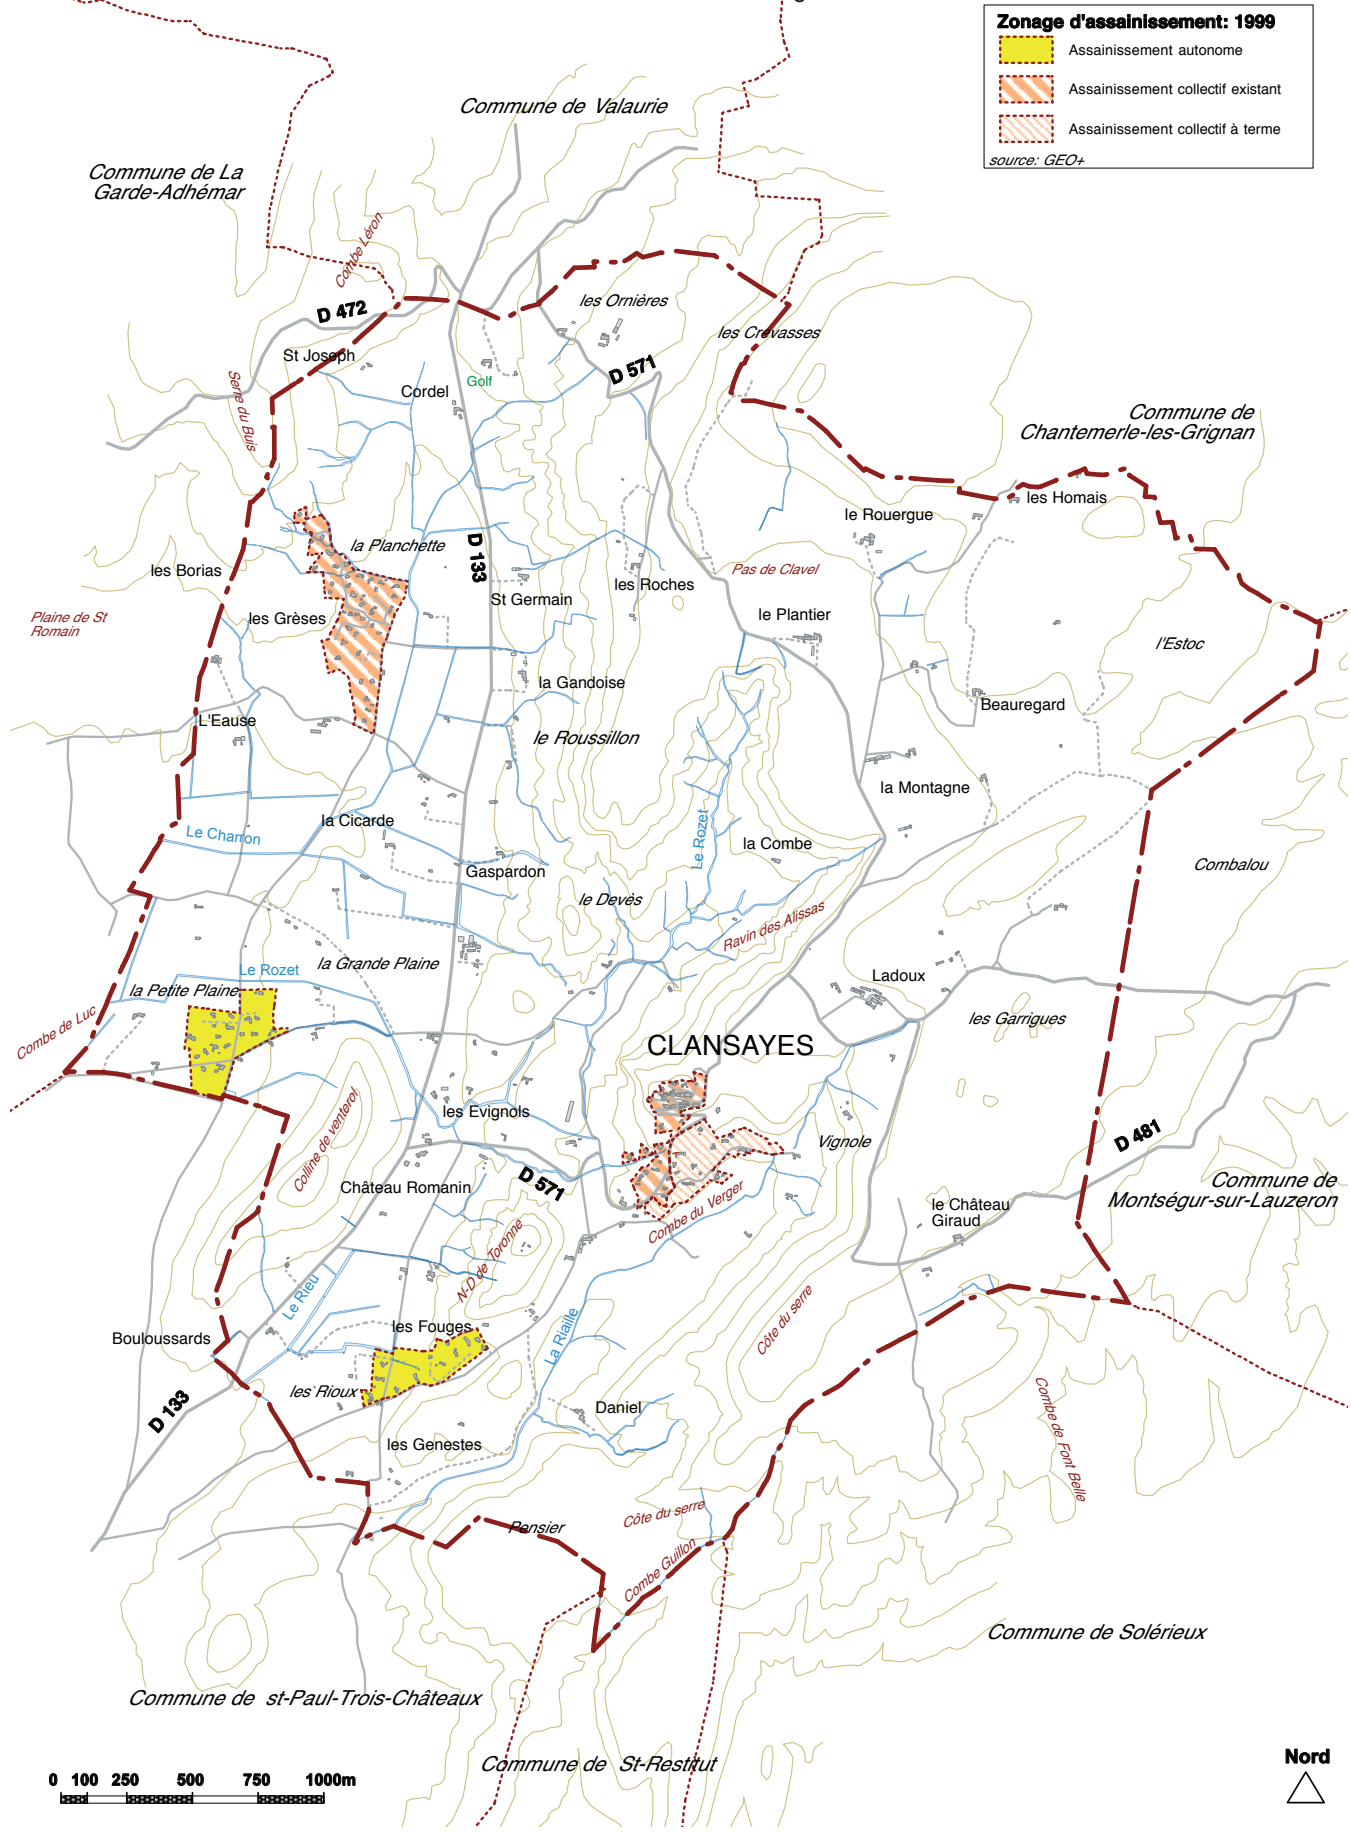 Zonage d'assainissement: 1999
Assainissement autonome
Assainissement collectif existant
Assainissement collectif à terme
source: GEO+
Commune de Valaurie
Commune de La
Garde-Adhémar
Combe Léron
D 472
les Ornières
les Crevasses
St Joseph
D 571
Golf
Cordel
Serre du Buis
Commune de
Chantemerle-les-Grignan
les Homais
le Rouergue
la Planchette
D 133
les Borias
Pas de Clavel
les Roches
St Germain
le Plantier
Plaine de St
Romain
les Grèses
l'Estoc
la Gandoise
Beauregard
L'Eause
le Roussillon
la Montagne
la Cicarde
Le Charron
Le Rozet
la Combe
Combalou
Gaspardon
le Devès
Ravin des Alissas
la Grande Plaine
Le Rozet
Ladoux
la Petite Plaine
Combe de Luc
les Garrigues
CLANSAYES
les Evignols
Colline de venterol
Vignole
D 481
Château Romanin
D 571
Commune de
Montségur-sur-Lauzeron
Combe du Verger
le Château
Giraud
N-D de Toronne
Le Rieu
Côte du serre
Bouloussards
les Fouges
La Riaille
les Rioux
D 133
Daniel
Combe de Font Belle
les Genestes
Côte du serre
Pensier
Combe Guillon
Commune de Solérieux
Commune de st-Paul-Trois-Châteaux
Commune de St-Restitut
0 100 250 500 750 1000m
Nord